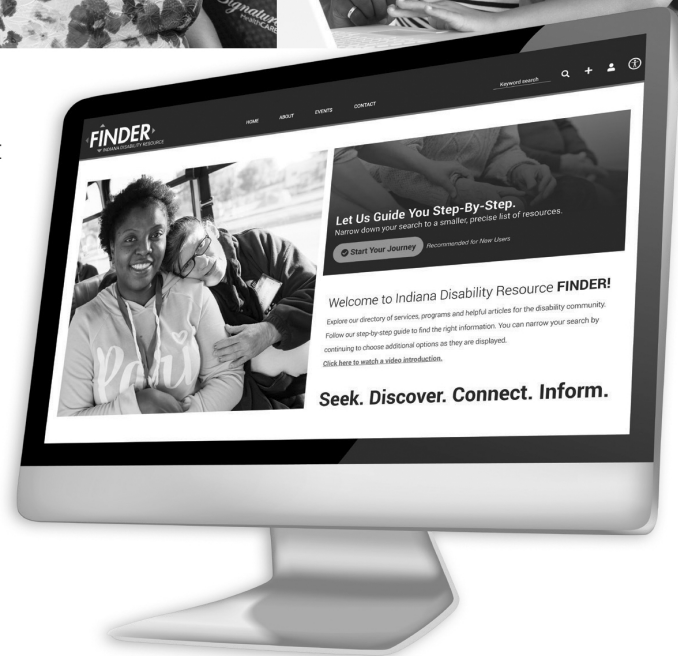 Signature
HealthCARE
FINDER
INDIANA DISABILITY RESOURCE
HOME ABOUT EVENTS CONTACT
Keyword search
Let Us Guide You Step-By-Step.
Narrow down your search to a smaller, precise list of resources.
Start Your Journey Recommended for New Users
Welcome to Indiana Disability Resource FINDER!
Explore our directory of services, programs and helpful articles for the disability community.
Follow our step-by-step guide to find the right information. You can narrow your search by
continuing to choose additional options as they are displayed.
Click here to watch a video introduction.
Seek. Discover. Connect. Inform.